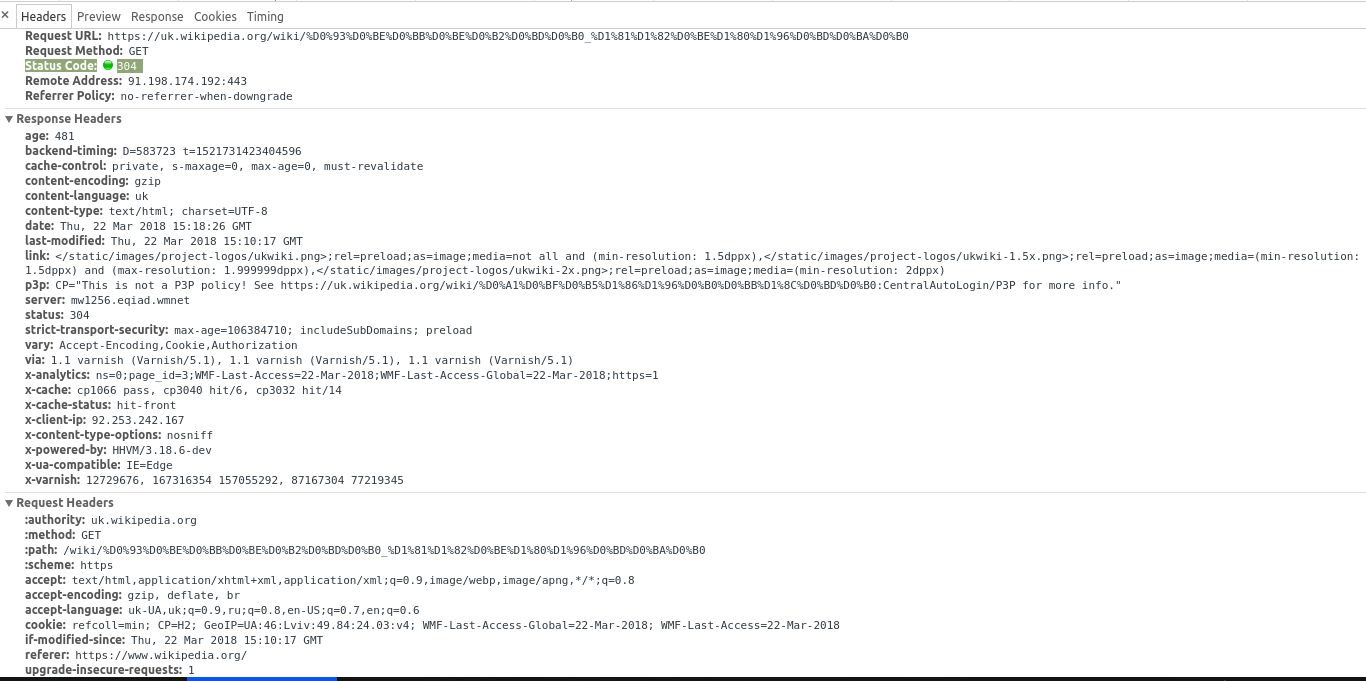 × Headers Preview Response Cookies Timing
Request URL: https://uk.wikipedia.org/wiki/%D0%93%D0%BE%D0%BB%D0%BE%D0%B2%D0%BD%D0%B0_%D1%81%D1%82%D0%BE%D1%80%D1%96%D0%BD%D0%BA%D0%B0
Request Method: GET
Status Code: 304
Remote Address: 91.198.174.192:443
Referrer Policy: no-referrer-when-downgrade
▼ Response Headers
age: 481
backend-timing: D=583723 t=1521731423404596
cache-control: private, s-maxage=0, max-age=0, must-revalidate
content-encoding: gzip
content-language: uk
content-type: text/html; charset=UTF-8
date: Thu, 22 Mar 2018 15:18:26 GMT
last-modified: Thu, 22 Mar 2018 15:10:17 GMT
link: </static/images/project-logos/ukwiki.png>;rel=preload;as=image;media=not all and (min-resolution: 1.5dppx),</static/images/project-logos/ukwiki-1.5x.png>;rel=preload;as=image;media=(min-resolution:
1.5dppx) and (max-resolution: 1.999999dppx),</static/images/project-logos/ukwiki-2x.png>;rel=preload;as=image;media=(min-resolution: 2dppx)
p3p: CP="This is not a P3P policy! See https://uk.wikipedia.org/wiki/%D0%A1%D0%BF%D0%B5%D1%86%D1%96%D0%B0%D0%BB%D1%8C%D0%BD%D0%B0:CentralAutoLogin/P3P for more info."
server: mw1256.eqiad.wmnet
status: 304
strict-transport-security: max-age=106384710; includeSubDomains; preload
vary: Accept-Encoding,Cookie,Authorization
via: 1.1 varnish (Varnish/5.1), 1.1 varnish (Varnish/5.1), 1.1 varnish (Varnish/5.1)
x-analytics: ns=0;page_id=3;WMF-Last-Access=22-Mar-2018;WMF-Last-Access-Global=22-Mar-2018;https=1
x-cache: cp1066 pass, cp3040 hit/6, cp3032 hit/14
x-cache-status: hit-front
x-client-ip: 92.253.242.167
x-content-type-options: nosniff
x-powered-by: HHVM/3.18.6-dev
x-ua-compatible: IE=Edge
x-varnish: 12729676, 167316354 157055292, 87167304 77219345
▼ Request Headers
:authority: uk.wikipedia.org
:method: GET
:path: /wiki/%D0%93%D0%BE%D0%BB%D0%BE%D0%B2%D0%BD%D0%B0_%D1%81%D1%82%D0%BE%D1%80%D1%96%D0%BD%D0%BA%D0%B0
:scheme: https
accept: text/html,application/xhtml+xml,application/xml;q=0.9,image/webp,image/apng,*/*;q=0.8
accept-encoding: gzip, deflate, br
accept-language: uk-UA,uk;q=0.9,ru;q=0.8,en-US;q=0.7,en;q=0.6
cookie: refcoll=min; CP=H2; GeoIP=UA:46:Lviv:49.84:24.03:v4; WMF-Last-Access-Global=22-Mar-2018; WMF-Last-Access=22-Mar-2018
if-modified-since: Thu, 22 Mar 2018 15:10:17 GMT
referer: https://www.wikipedia.org/
upgrade-insecure-requests: 1